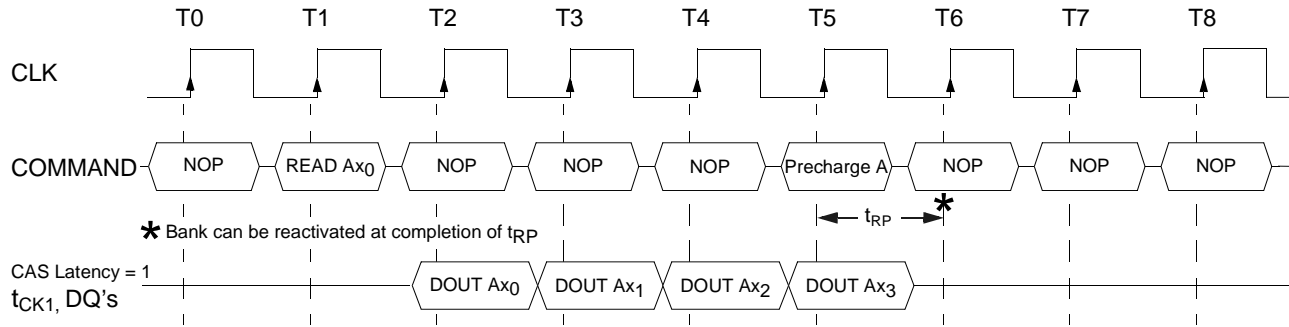 T0 T1 T2 T3 T4 T5 T6 T7 T8
CLK
COMMAND NOP READ Ax0 NOP NOP NOP Precharge A NOP NOP NOP
tRP *
* Bank can be reactivated at completion of tRP
CAS Latency = 1
tCK1, DQ's DOUT Ax0 DOUT Ax1 DOUT Ax2 DOUT Ax3